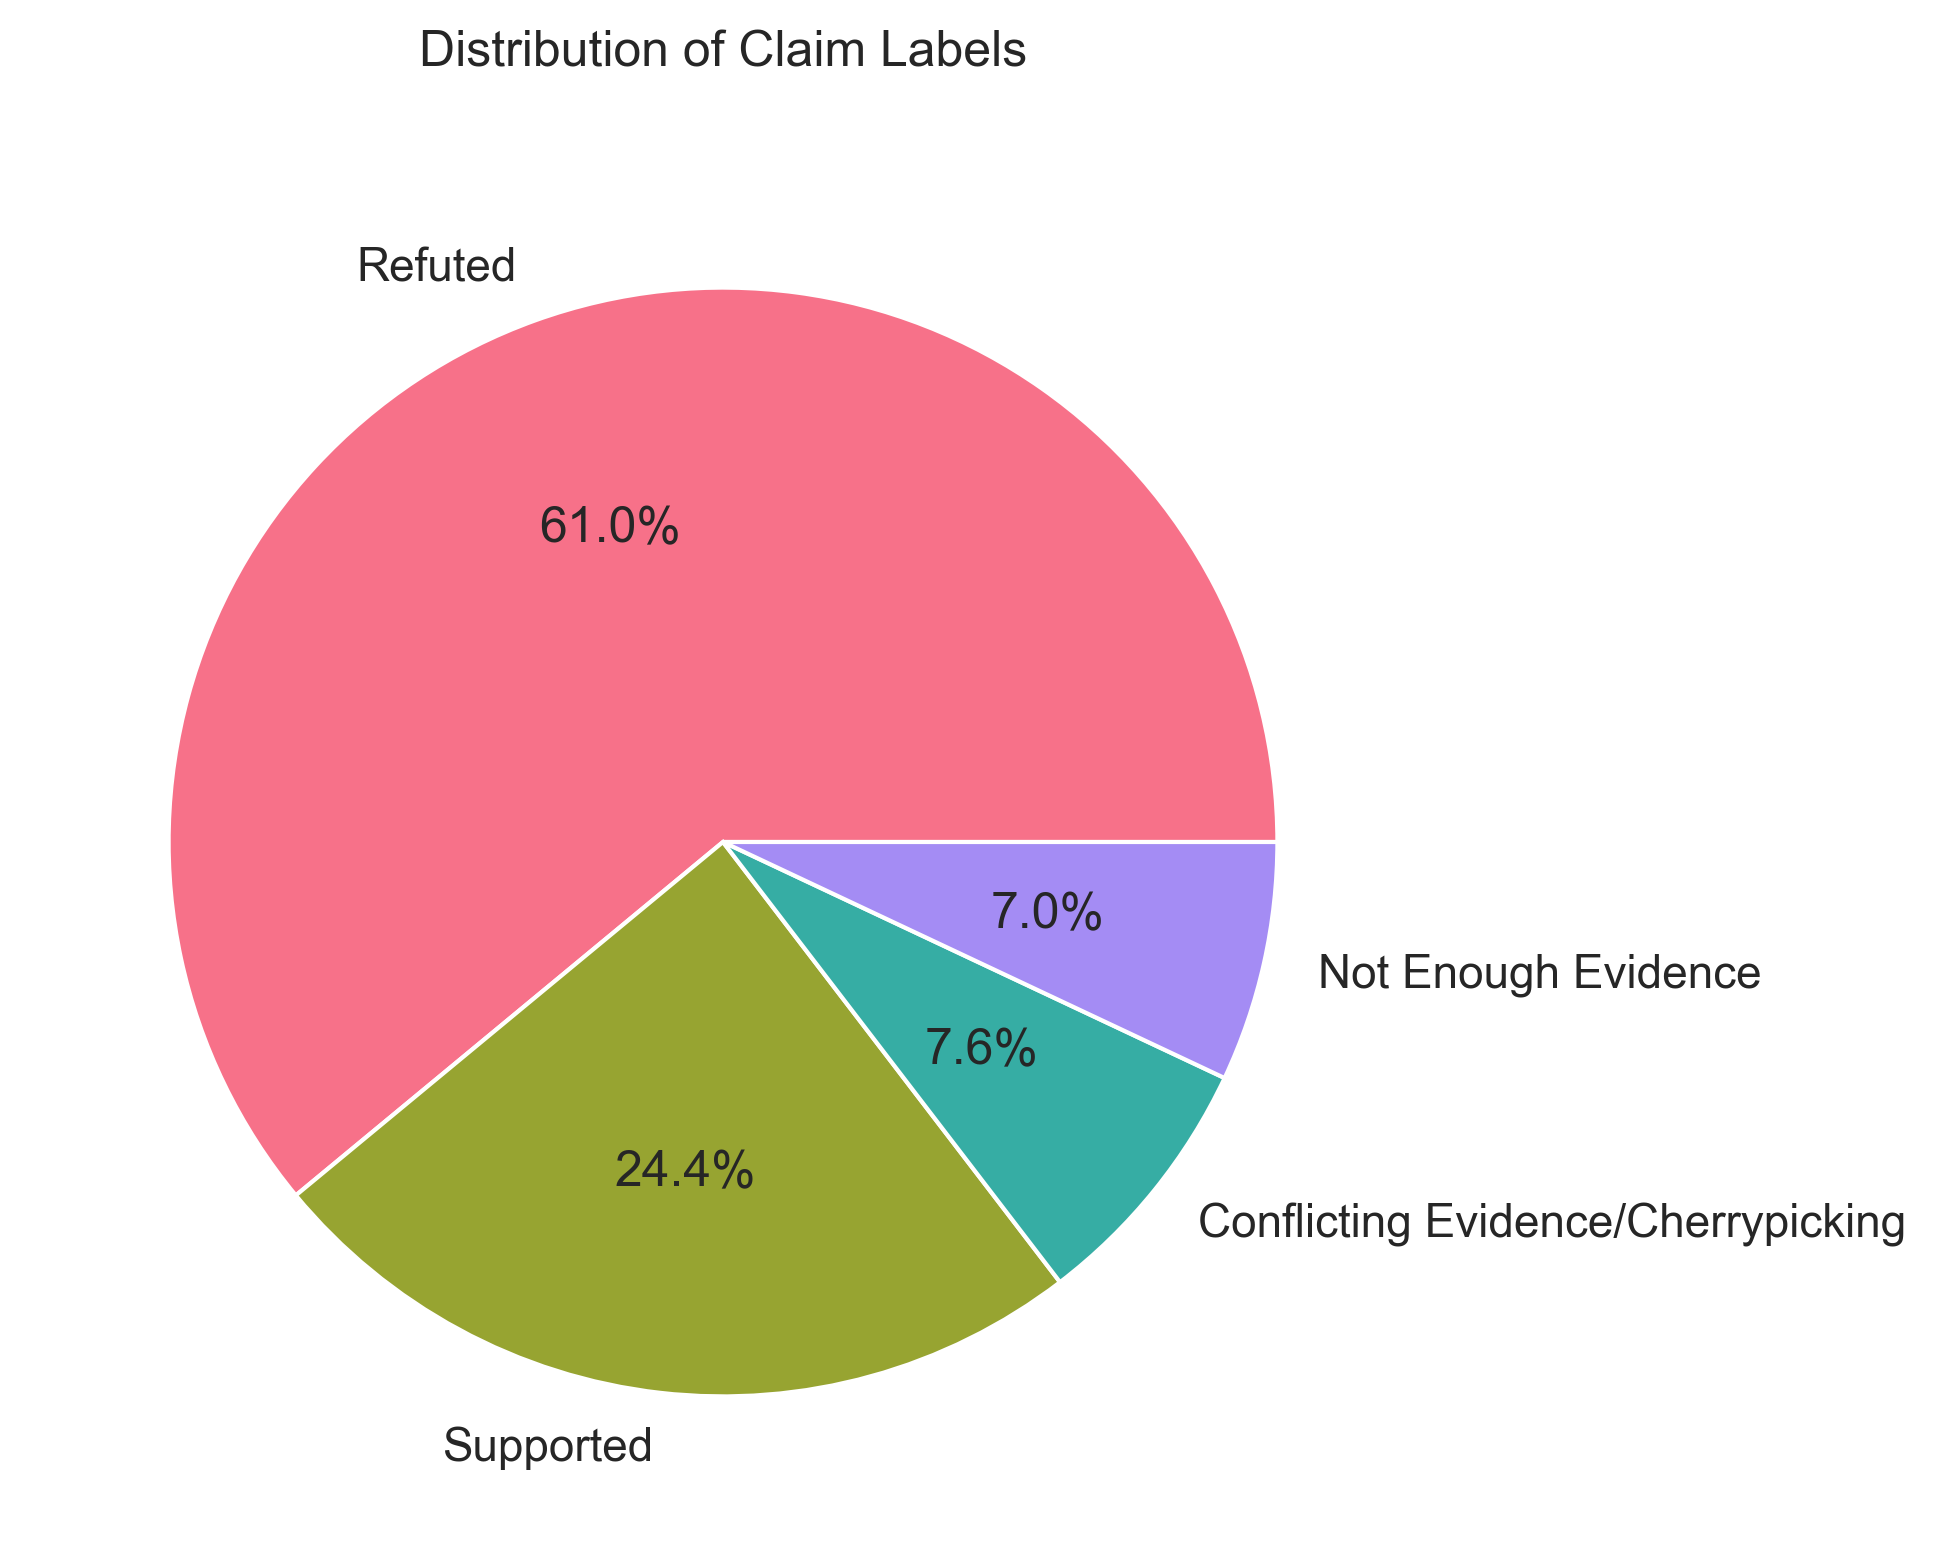 Distribution of Claim Labels
Refuted
61.0%
7.0%
Not Enough Evidence
7.6%
24.4%
Conflicting Evidence/Cherrypicking
Supported